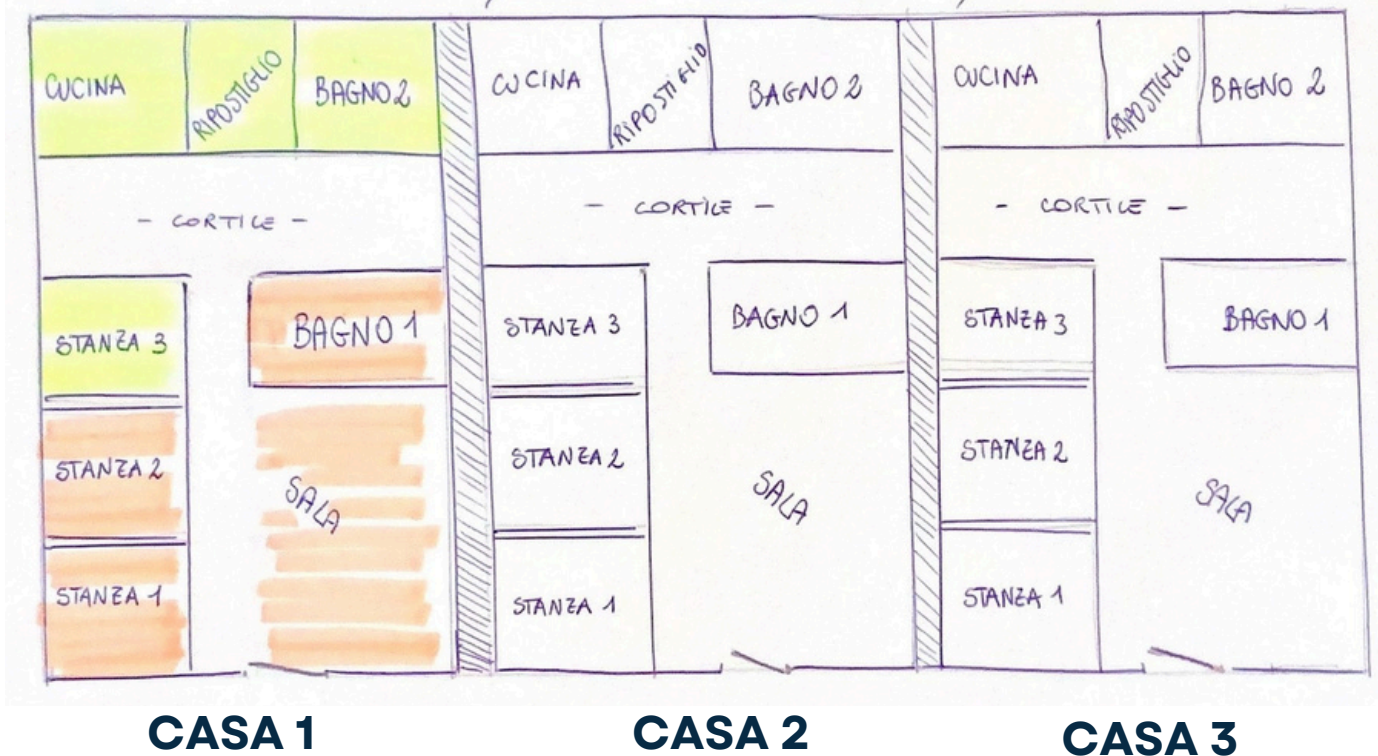 CUCINA RIPOSTIGLIO BAGNO 2
- CORTILE -
STANZA 3 BAGNO 1
STANZA 2
SALA
STANZA 1
CUCINA RIPOSTIGLIO BAGNO 2
- CORTILE -
STANZA 3 BAGNO 1
STANZA 2
SALA
STANZA 1
CUCINA RIPOSTIGLIO BAGNO 2
- CORTILE -
STANZA 3 BAGNO 1
STANZA 2
SALA
STANZA 1
CASA 1 CASA 2 CASA 3